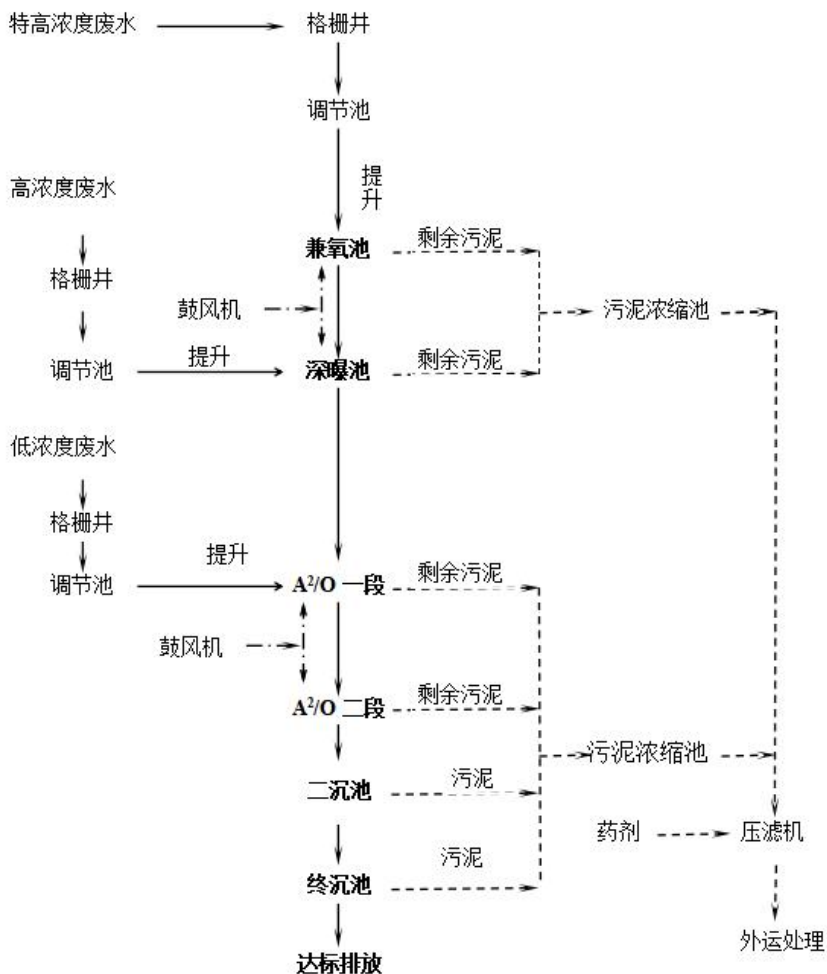 特高浓度废水
格栅井
调节池
提升
高浓度废水
兼氧池
剩余污泥
格栅井
鼓风机
污泥浓缩池
调节池
提升
深曝池
剩余污泥
低浓度废水
格栅井
提升
调节池
A²/O 一段
剩余污泥
鼓风机
A²/O 二段
剩余污泥
污泥浓缩池
二沉池
污泥
药剂
压滤机
污泥
终沉池
外运处理
达标排放